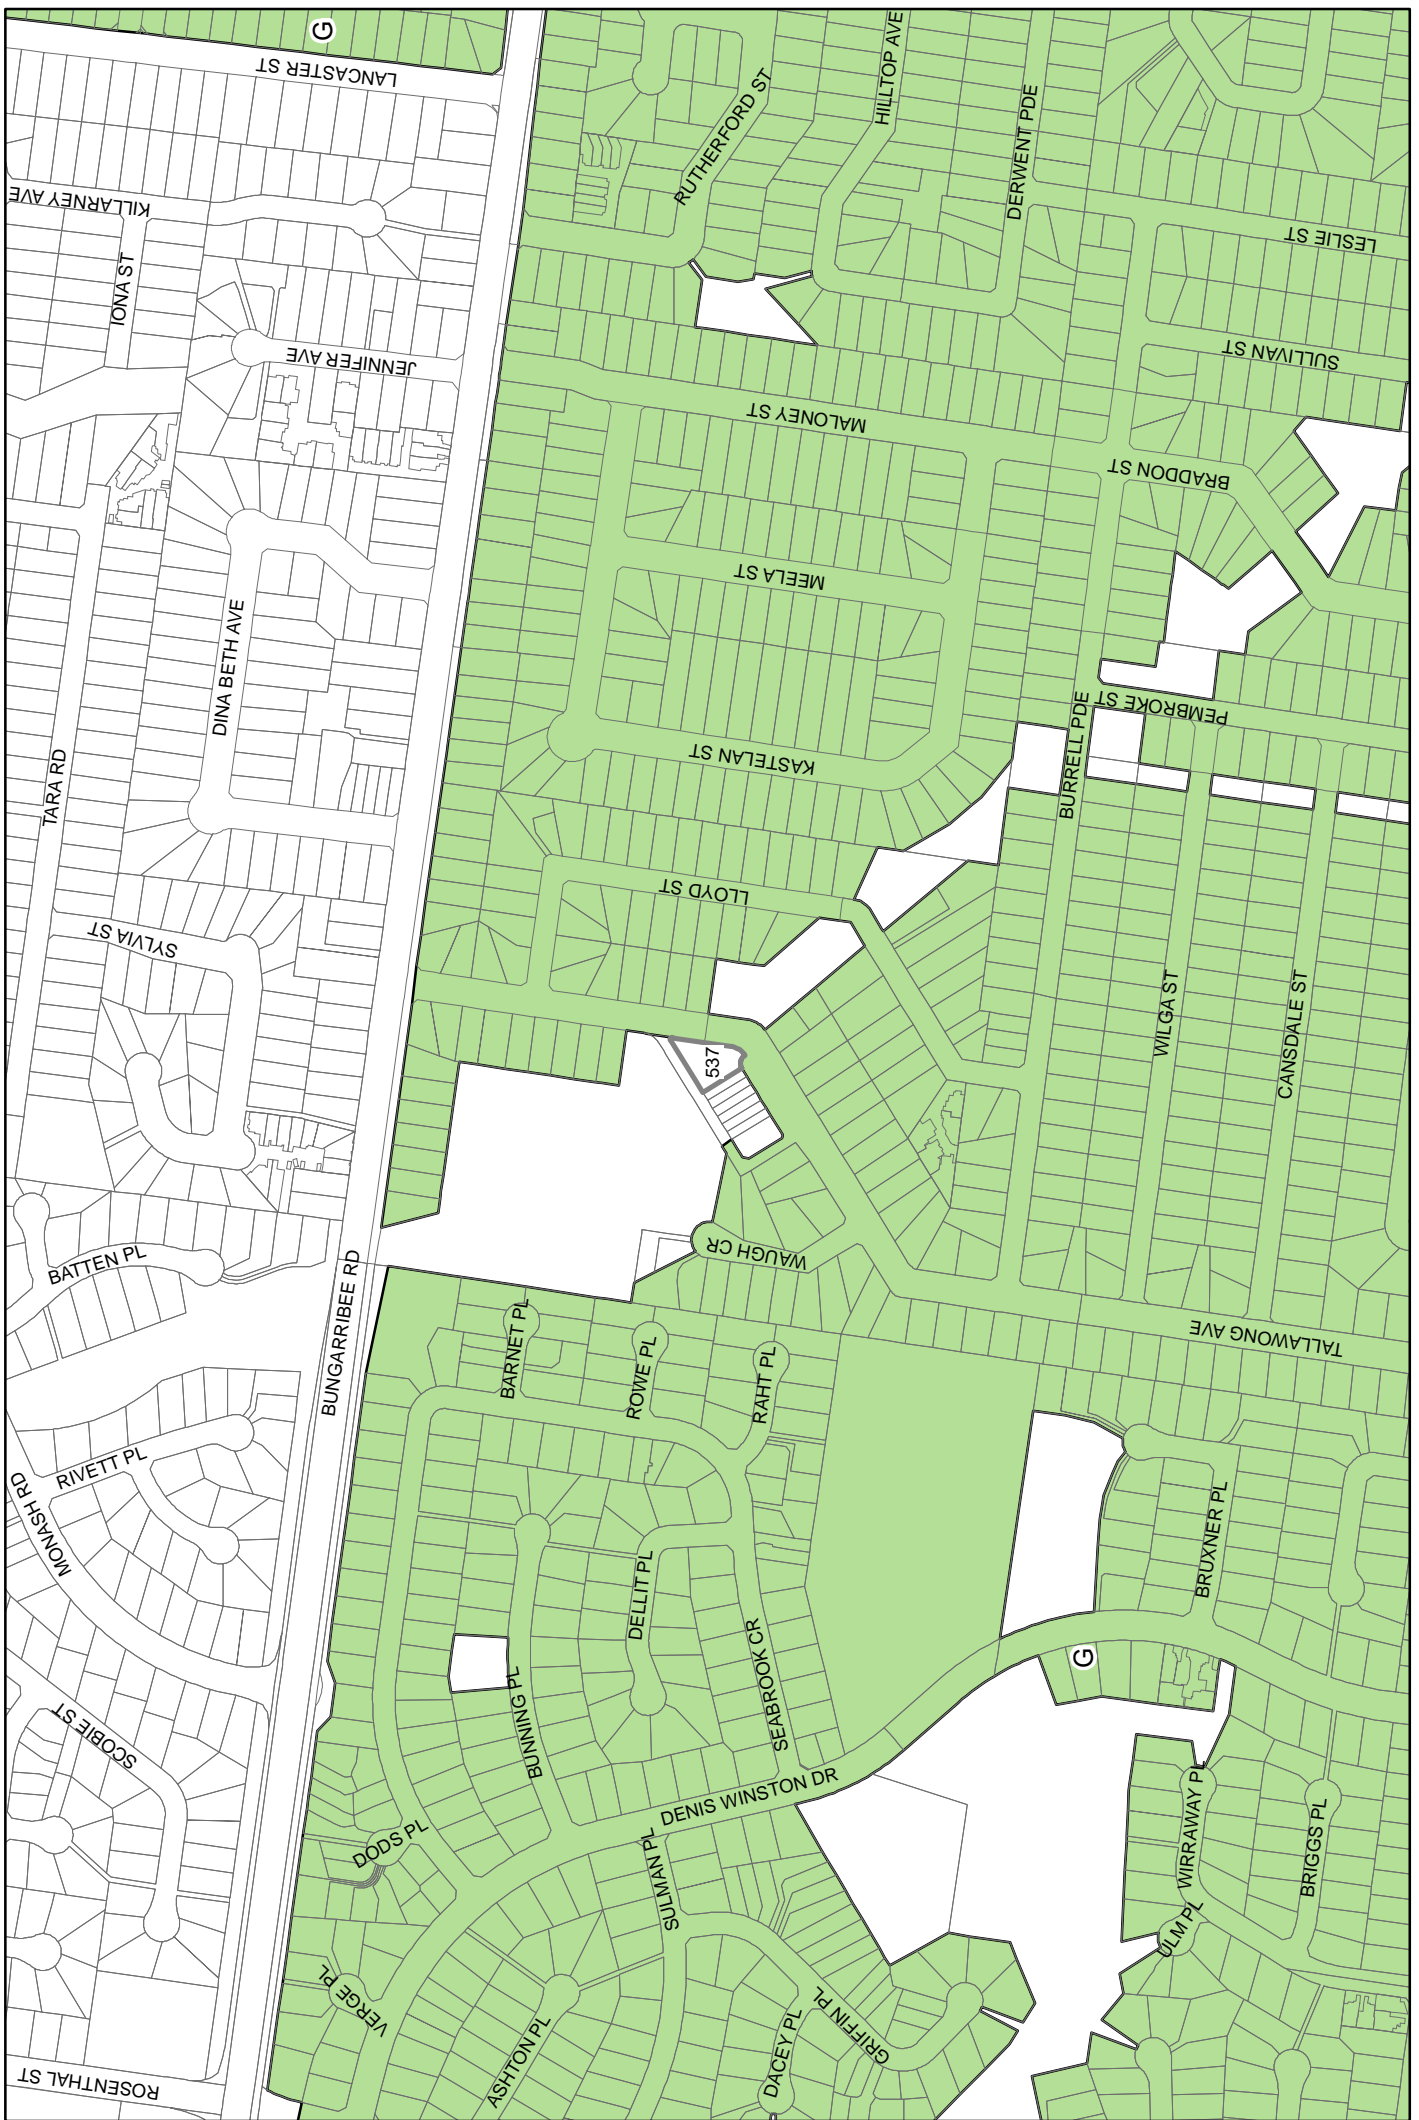 G
LANCASTER ST
KILLARNEY AVE
IONA ST
JENNIFER AVE
RUTHERFORD ST
HILLTOP AVE
DERWENT PDE
LESLIE ST
SULLIVAN ST
MALONEY ST
BRADDON ST
MEELA ST
DINA BETH AVE
TARA RD
KASTELAN ST
PEMBROKE ST
BURRELL PDE
LLOYD ST
SYLVIA ST
WILGA ST
CANSDALE ST
537
BATTEN PL
BUNGARRIBEE RD
WAUGH CR
BARNET PL
ROWE PL
RAHT PL
TALLAWONG AVE
RIVETT PL
MONASH RD
BRUXNER PL
DELLIT PL
SEABROOK CR
BUNNING PL
G
SCOBIE ST
DENIS WINSTON DR
DODS PL
SULMAN PL
WIRRAWAY PL
BRIGGS PL
ULM PL
VERGE PL
ASHTON PL
DACEY PL
GRIFFIN PL
ROSENTHAL ST